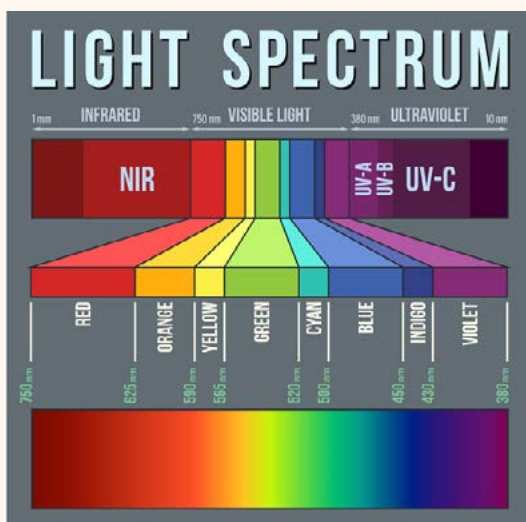 LIGHT SPECTRUM
1 mm INFRARED 750 nm VISIBLE LIGHT 380 nm ULTRAVIOLET 10 nm
NIR UV-A UV-B UV-C
RED ORANGE YELLOW GREEN CYAN BLUE INDIGO VIOLET
750 nm 625 nm 590 nm 565 nm 520 nm 500 nm 450 nm 430 nm 380 nm